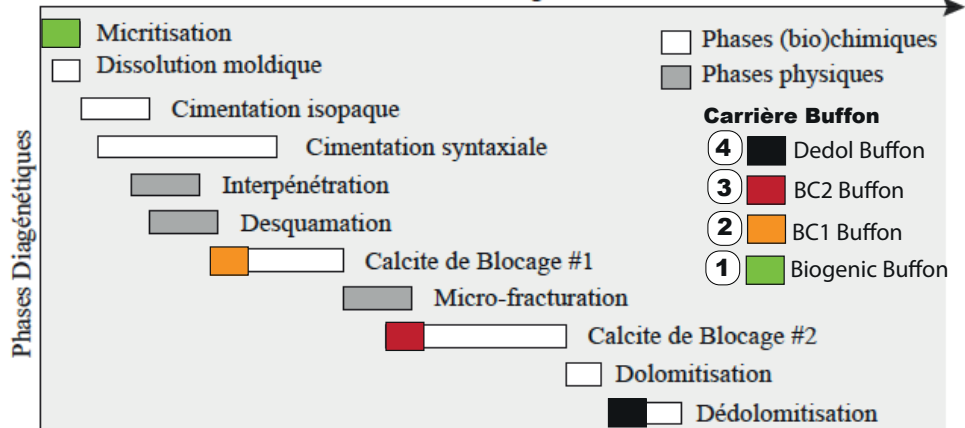 Micritisation
Dissolution moldique
Cimentation isopaque
Cimentation syntaxiale
Interpénétration
Desquamation
Calcite de Blocage #1
Micro-fracturation
Calcite de Blocage #2
Dolomitisation
Dédolomitisation
Phases Diagénétiques
Phases (bio)chimiques
Phases physiques
Carrière Buffon
4 Dedol Buffon
3 BC2 Buffon
2 BC1 Buffon
1 Biogenic Buffon